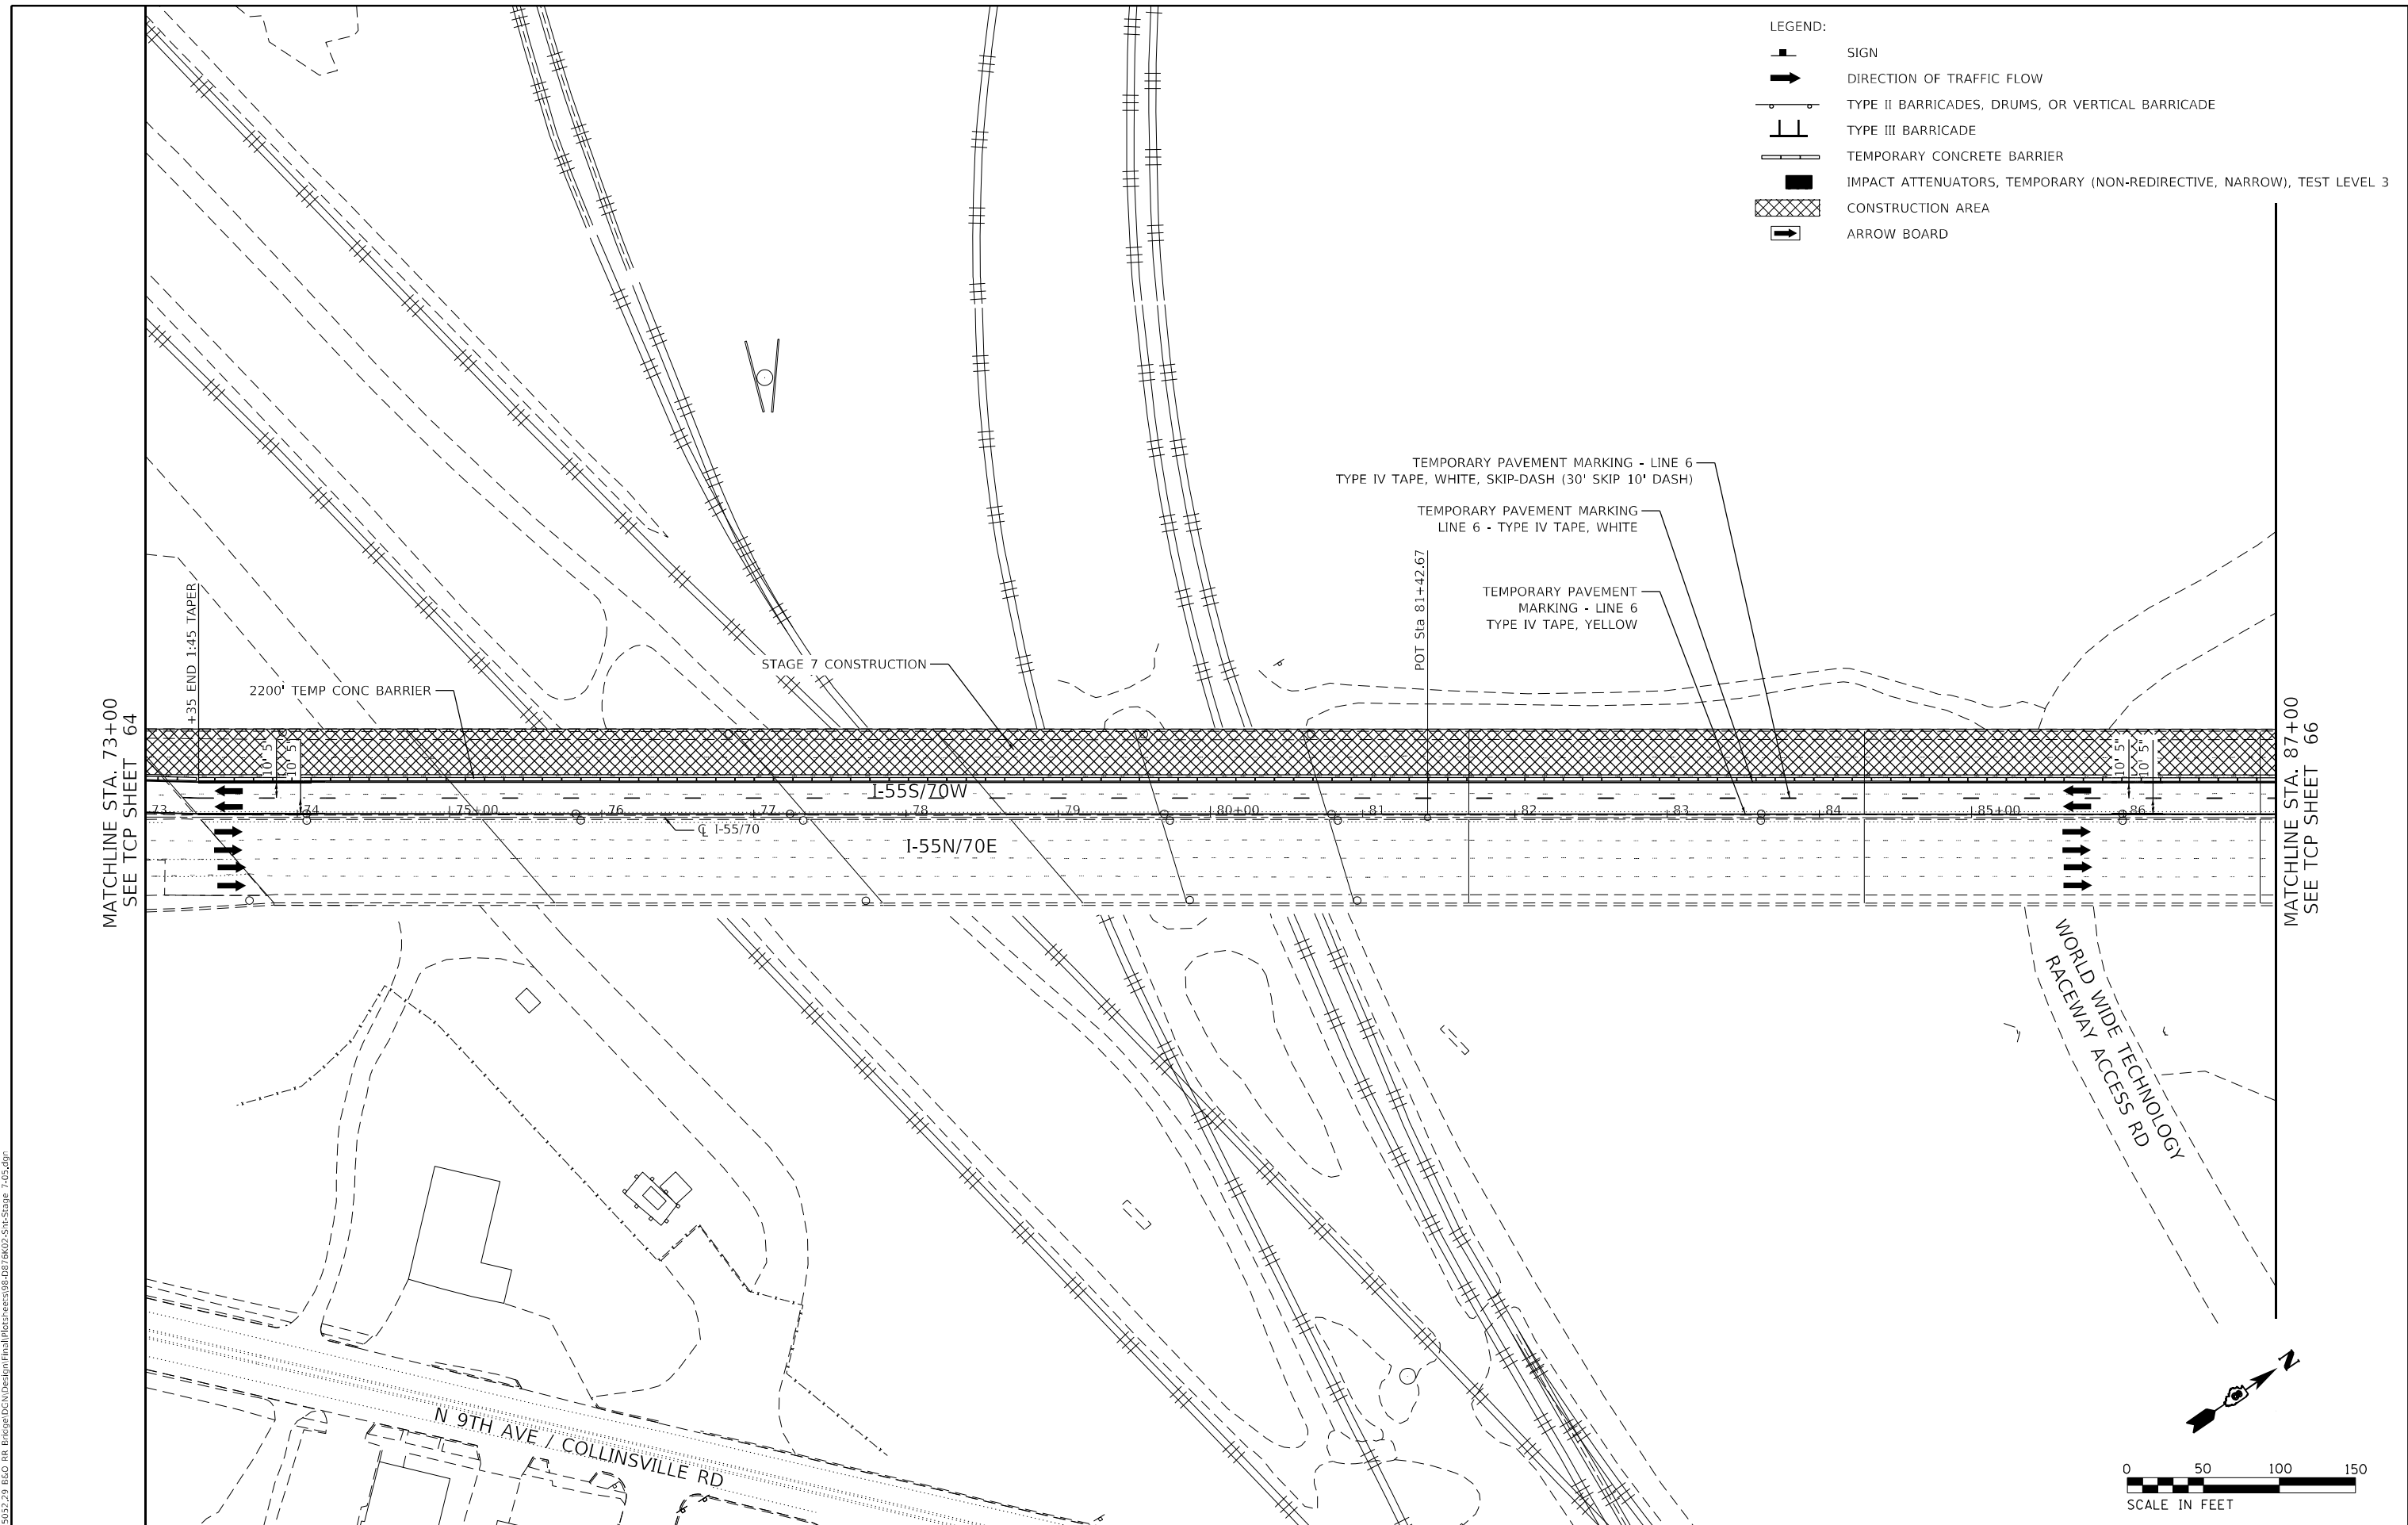 LEGEND:
SIGN
DIRECTION OF TRAFFIC FLOW
TYPE II BARRICADES, DRUMS, OR VERTICAL BARRICADE
TYPE III BARRICADE
TEMPORARY CONCRETE BARRIER
IMPACT ATTENUATORS, TEMPORARY (NON-REDIRECTIVE, NARROW), TEST LEVEL 3
CONSTRUCTION AREA
ARROW BOARD
TEMPORARY PAVEMENT MARKING - LINE 6
TYPE IV TAPE, WHITE, SKIP-DASH (30' SKIP 10' DASH)
TEMPORARY PAVEMENT MARKING
LINE 6 - TYPE IV TAPE, WHITE
TEMPORARY PAVEMENT
MARKING - LINE 6
TYPE IV TAPE, YELLOW
POT Sta 81+42.67
+35 END 1:45 TAPER
STAGE 7 CONSTRUCTION
2200' TEMP CONC BARRIER
MATCHLINE STA. 73+00
SEE TCP SHEET 64
MATCHLINE STA. 87+00
SEE TCP SHEET 66
10' 5"
10' 5"
10' 5"
10' 5"
I-55S/70W
73 74 75+00 76 77 78 79 80+00 81 82 83 84 85+00 86
℄ I-55/70
I-55N/70E
WORLD WIDE TECHNOLOGY
RACEWAY ACCESS RD
N 9TH AVE / COLLINSVILLE RD
N
0 50 100 150
SCALE IN FEET